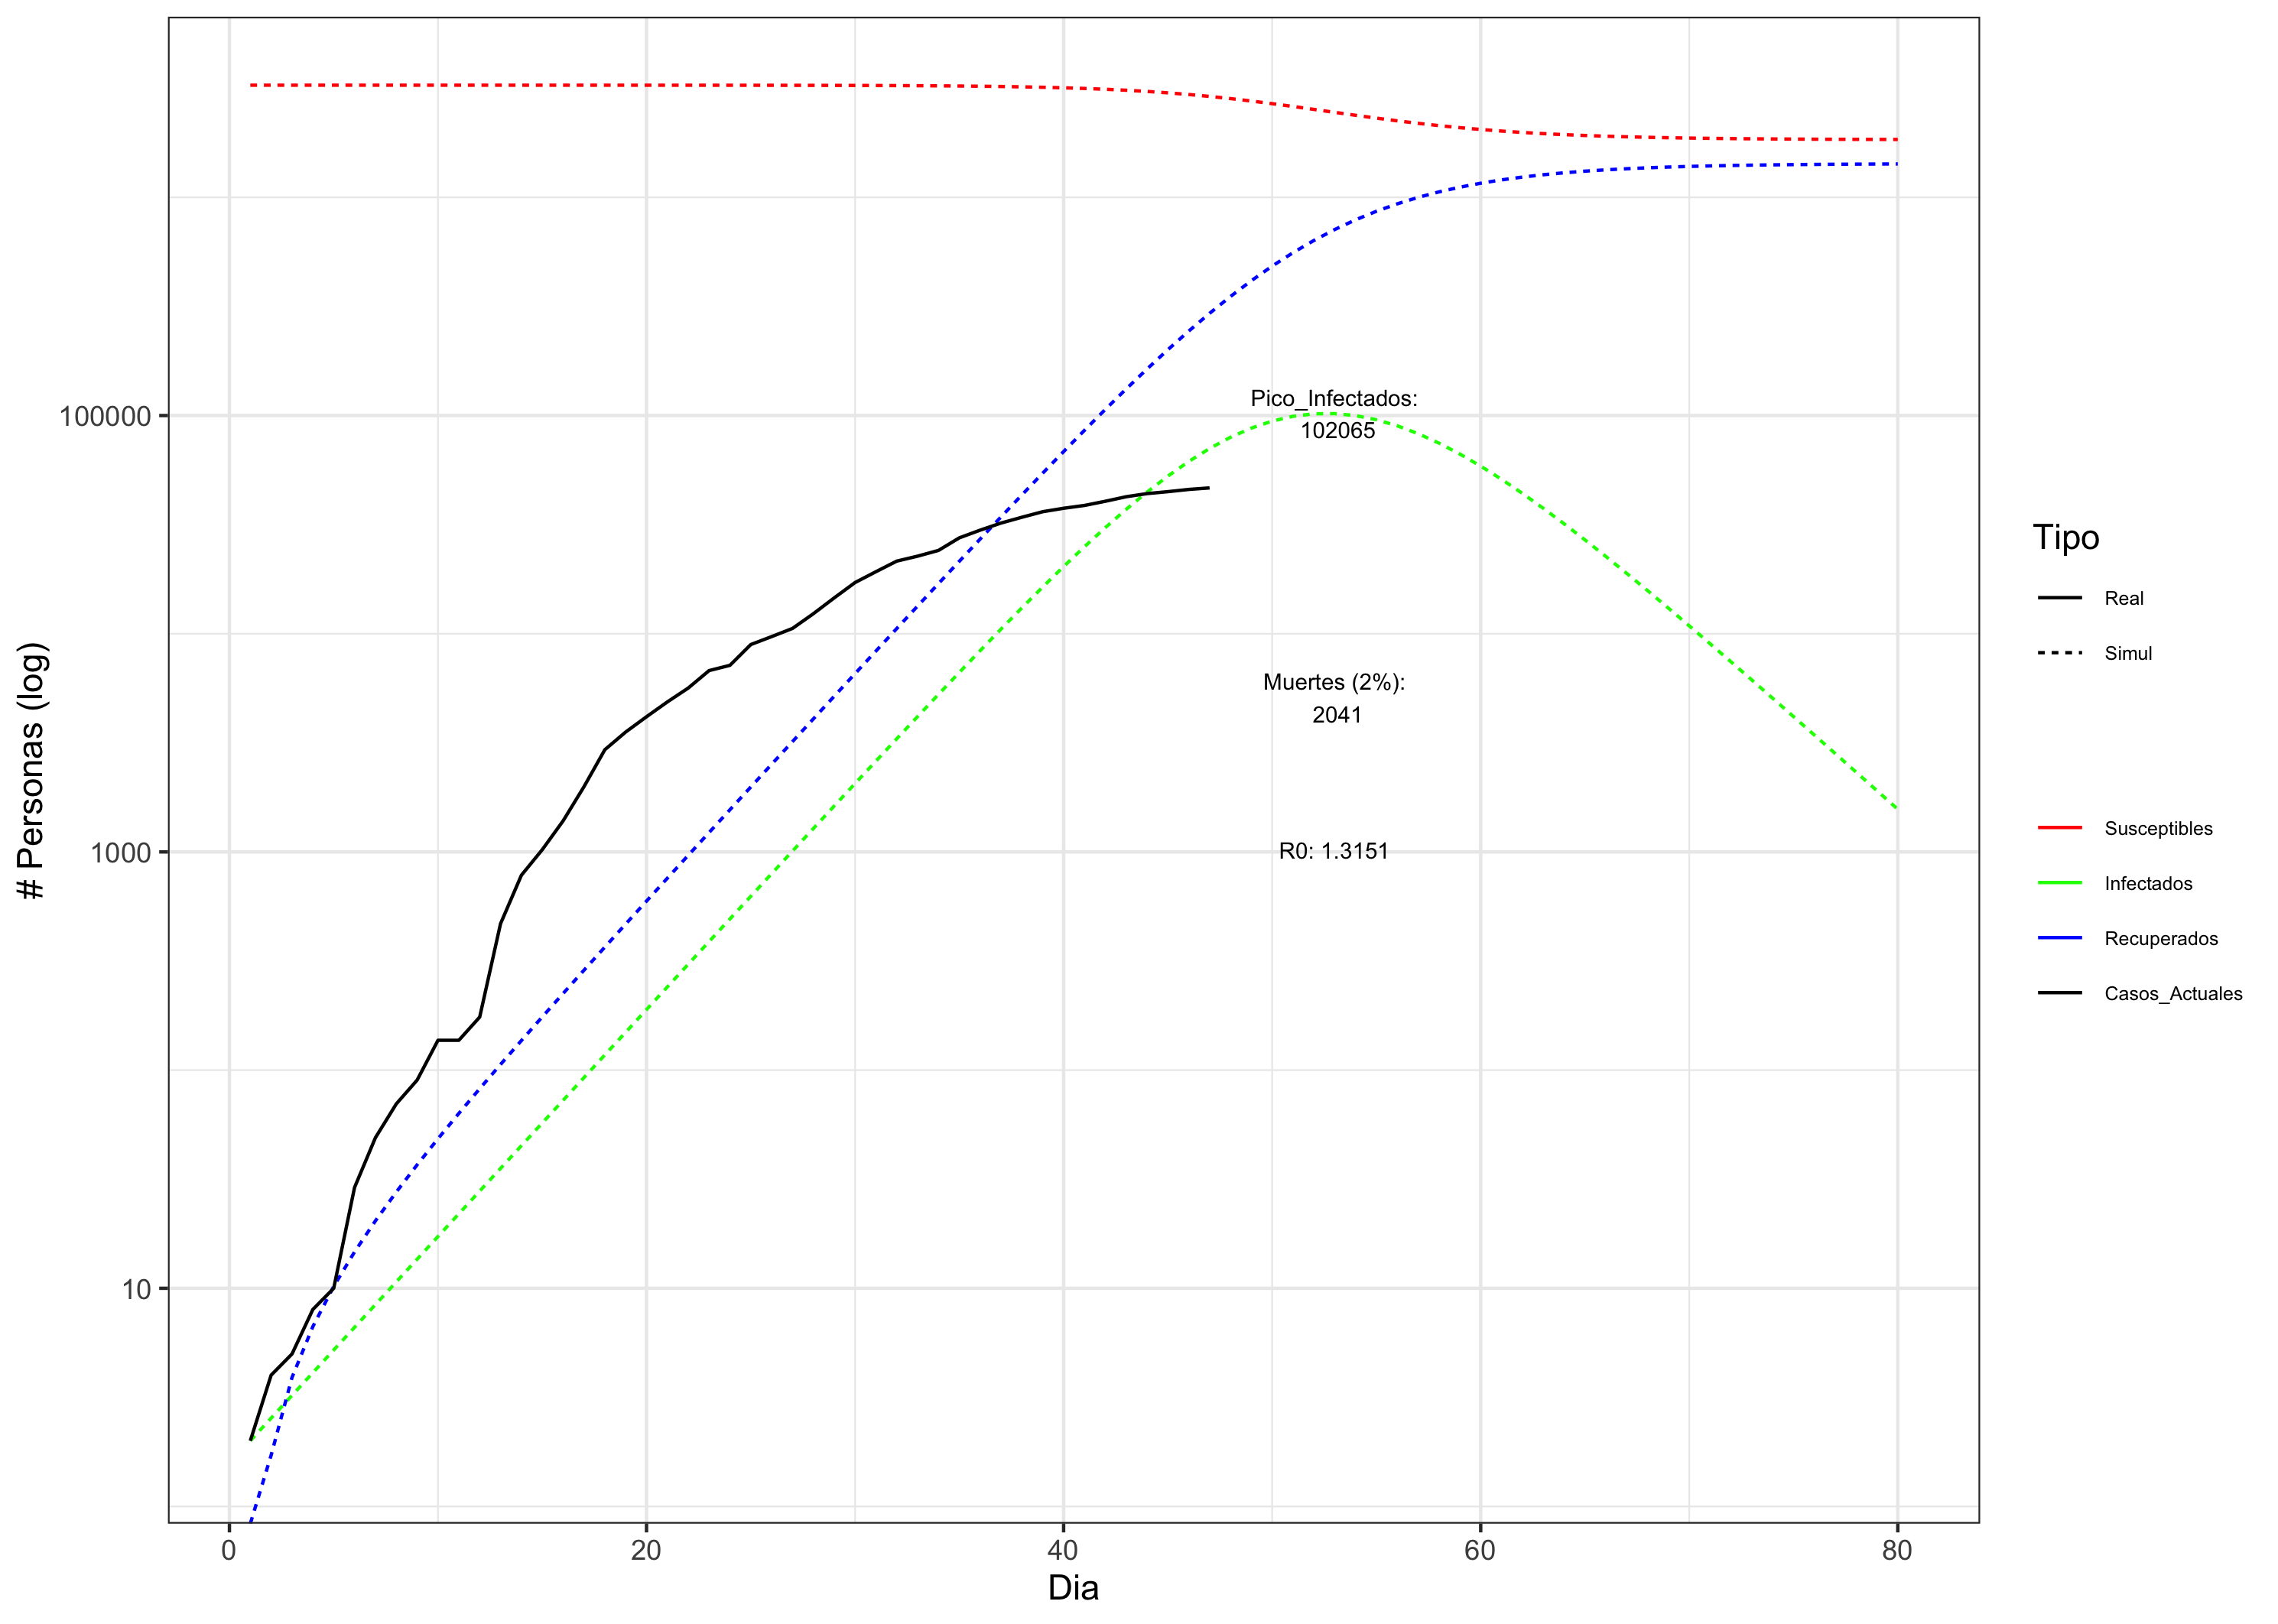 # Personas (log)
100000
1000
10
Pico_Infectados:
102065
Muertes (2%):
2041
R0: 1.3151
0
20
40
60
80
Dia
Tipo
Real
Simul
Susceptibles
Infectados
Recuperados
Casos_Actuales